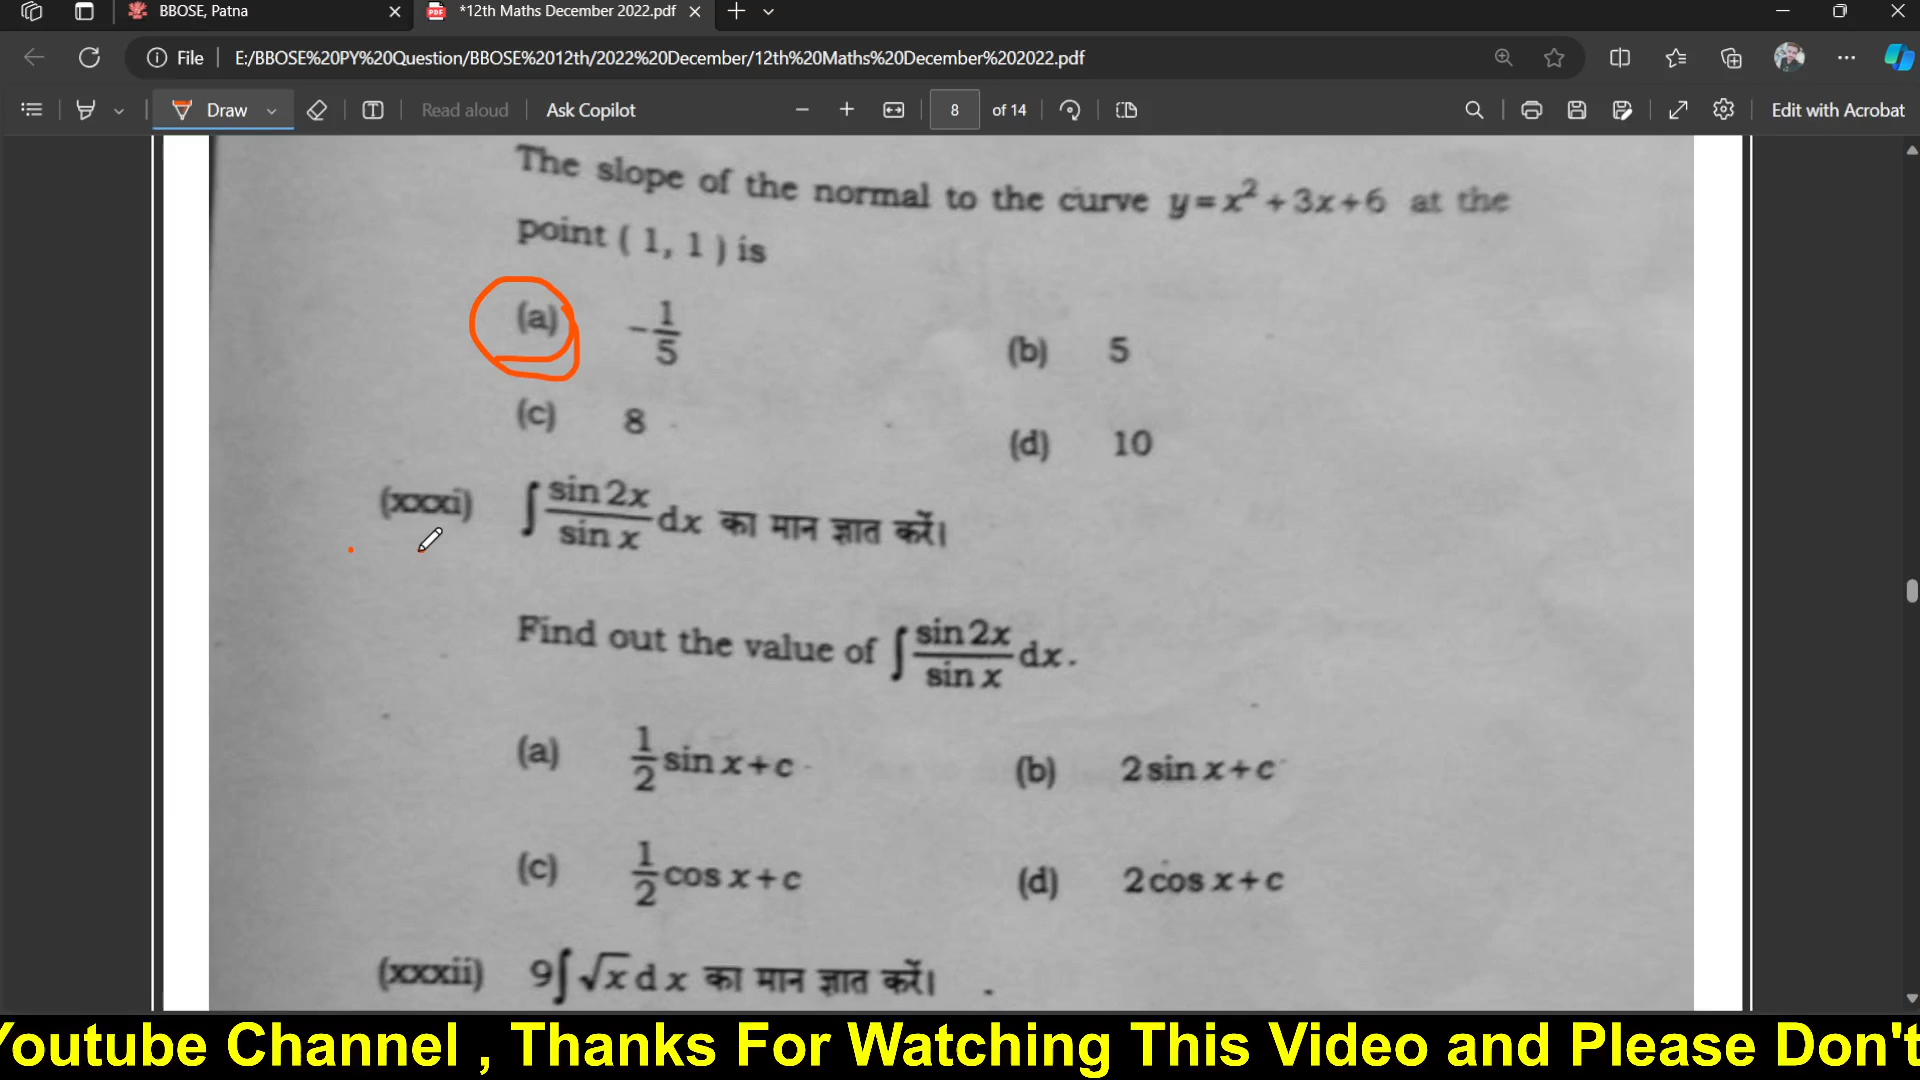 BBOSE, Patna
*12th Maths December 2022.pdf
File
E:/BBOSE%20PY%20Question/BBOSE%2012th/2022%20December/12th%20Maths%20December%202022.pdf
Draw
Read aloud
Ask Copilot
8 of 14
Edit with Acrobat
The slope of the normal to the curve y=x²+3x+6 at the
point ( 1, 1 ) is
(a) -1/5
(b) 5
(c) 8
(d) 10
(xxxi) ∫ sin 2x / sin x dx का मान ज्ञात करें।
Find out the value of ∫ sin 2x / sin x dx.
(a) 1/2 sin x+c
(b) 2 sin x+c
(c) 1/2 cos x+c
(d) 2 cos x+c
(xxxii) 9∫√x dx का मान ज्ञात करें।
Youtube Channel , Thanks For Watching This Video and Please Don't